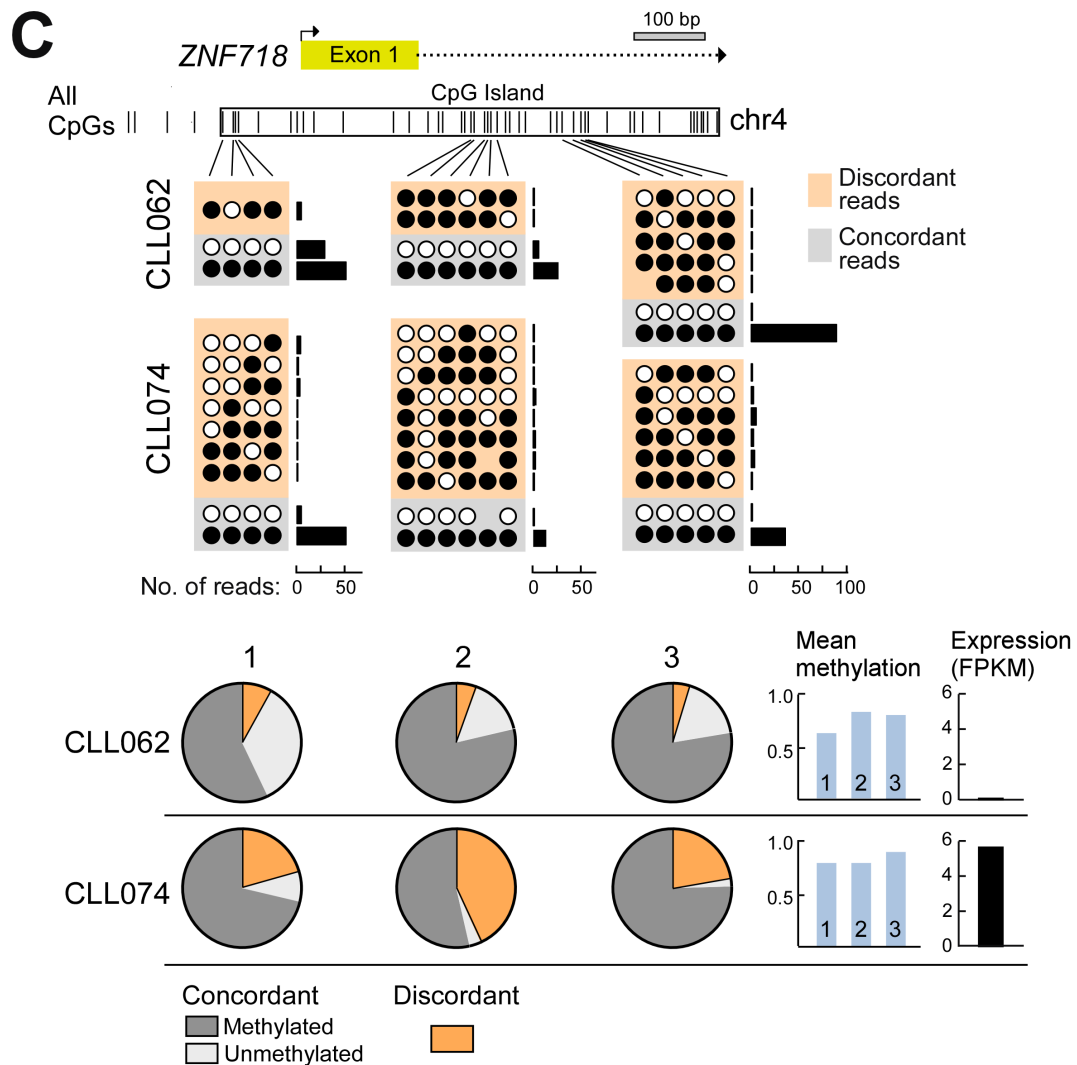 C
100 bp
ZNF718
Exon 1
All
CpGs
CpG Island
chr4
CLL062
Discordant
reads
Concordant
reads
CLL074
No. of reads:
0 50
0 50
0 50 100
1
2
3
Mean
methylation
Expression
(FPKM)
CLL062
1.0
0.5
1 2 3
6
4
2
0
CLL074
1.0
0.5
1 2 3
6
4
2
0
Concordant
Discordant
Methylated
Unmethylated